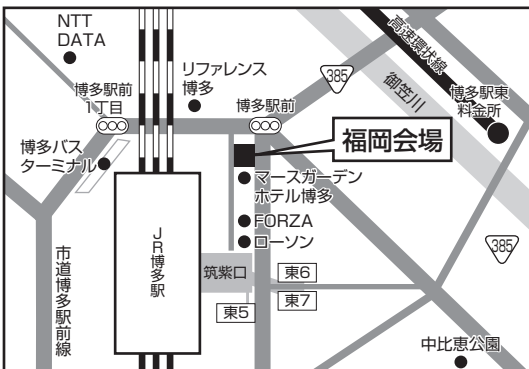 NTT
DATA
リファレンス
博多
385
高速環状線
御笠川
博多駅東
料金所
博多駅前
1丁目
博多駅前
福岡会場
博多バス
ターミナル
マースガーデン
ホテル博多
FORZA
ローソン
JR博多駅
筑紫口
東6
東7
東5
市道博多駅前線
385
中比恵公園